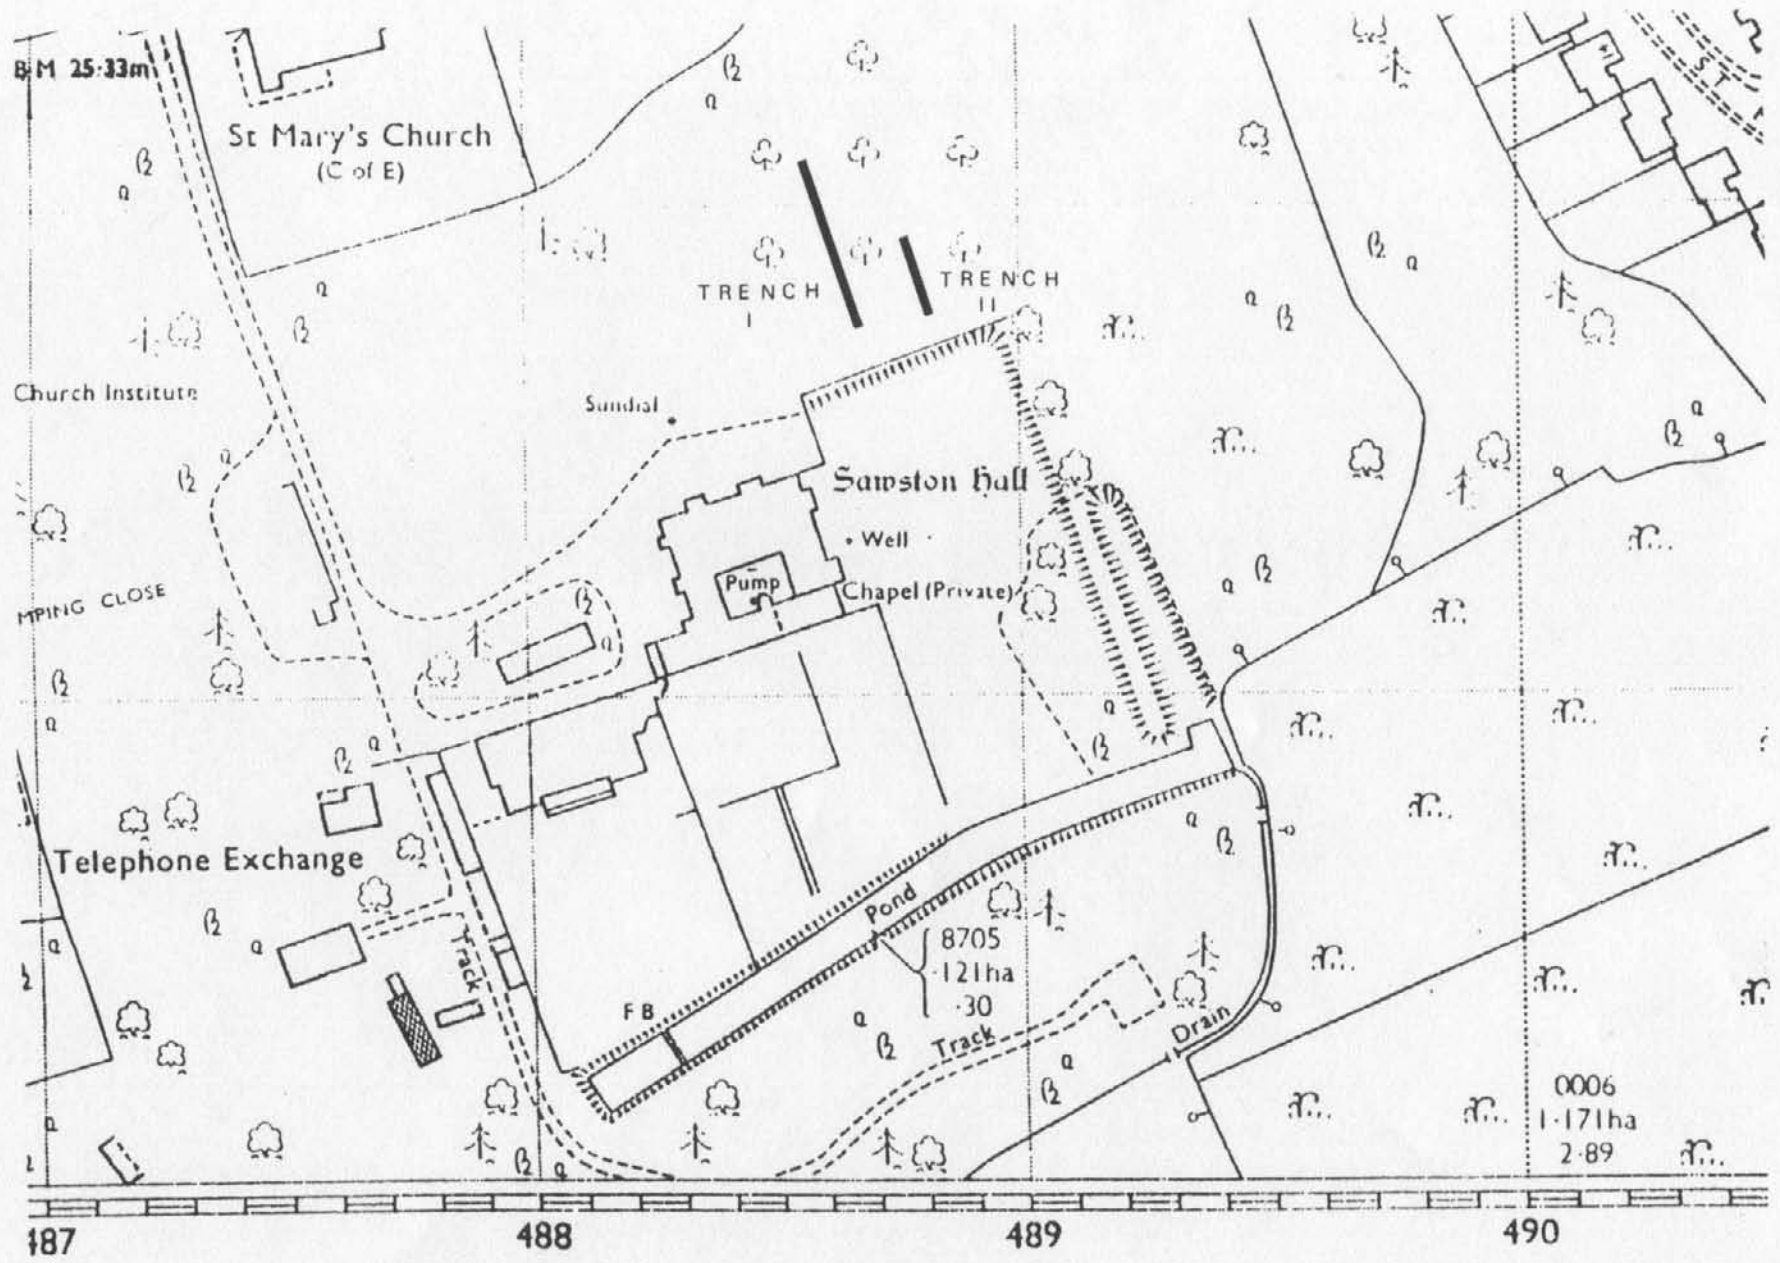 B M 25·33m
ST
St Mary's Church
(C of E)
TRENCH
I
TRENCH
II
Church Institute
Sundial
Sawston Hall
Well
Pump
Chapel (Private)
MPING CLOSE
Telephone Exchange
Track
Pond
8705
·121ha
·30
F B
Track
Drain
0006
1·171ha
2·89
487
488
489
490